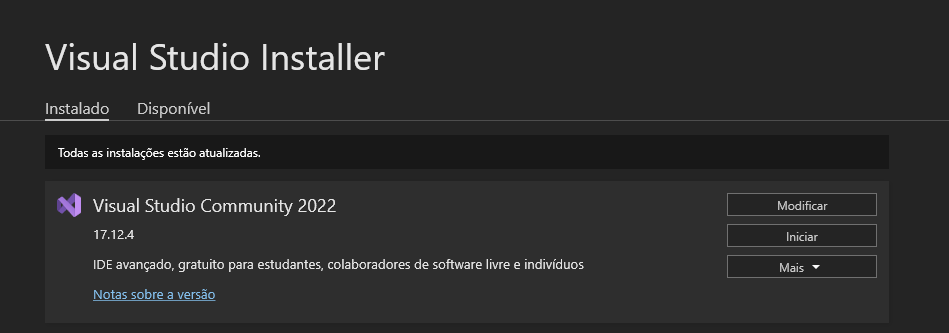 Visual Studio Installer
Instalado
Disponível
Todas as instalações estão atualizadas.
Visual Studio Community 2022
17.12.4
IDE avançado, gratuito para estudantes, colaboradores de software livre e indivíduos
Notas sobre a versão
Modificar
Iniciar
Mais